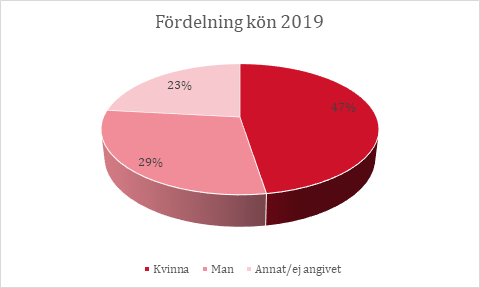 Fördelning kön 2019
23%
47%
29%
Kvinna Man Annat/ej angivet